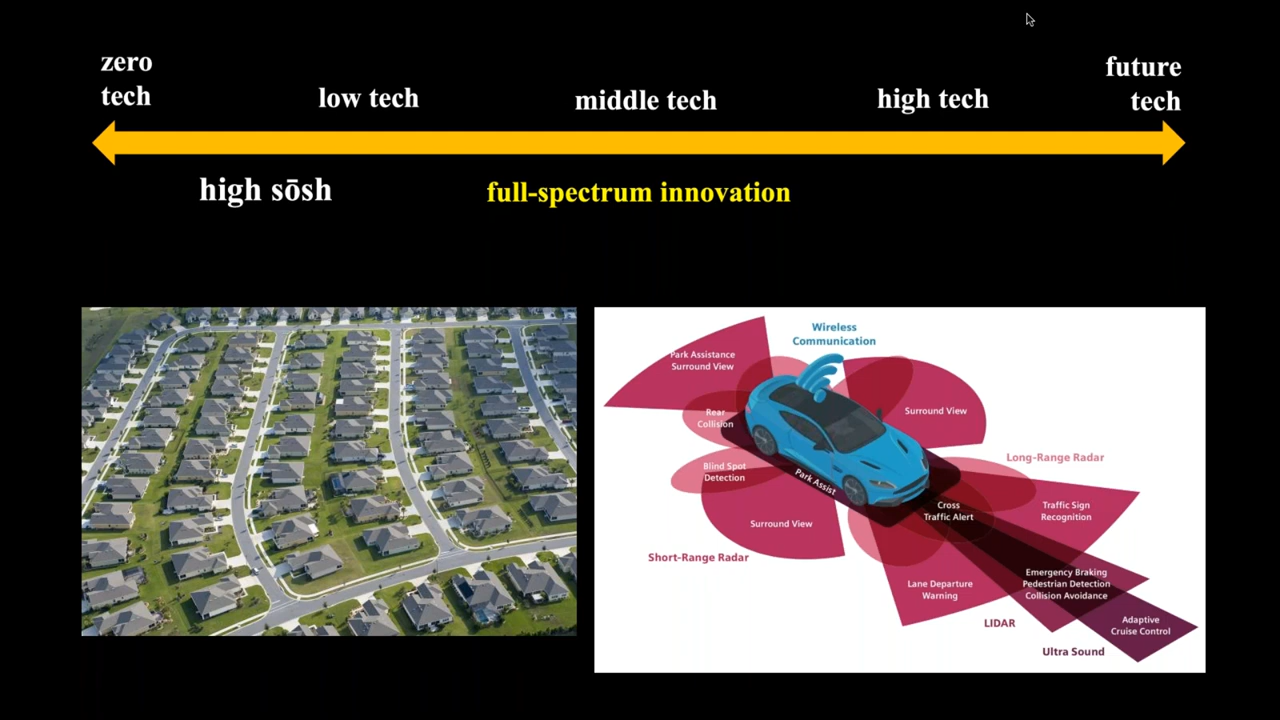 zero
tech
low tech
middle tech
high tech
future
tech
high sōsh
full-spectrum innovation
Wireless
Communication
Park Assistance
Surround View
Rear
Collision
Surround View
Blind Spot
Detection
Park Assist
Long-Range Radar
Cross
Traffic Alert
Traffic Sign
Recognition
Surround View
Short-Range Radar
Lane Departure
Warning
Emergency Braking
Pedestrian Detection
Collision Avoidance
LIDAR
Adaptive
Cruise Control
Ultra Sound